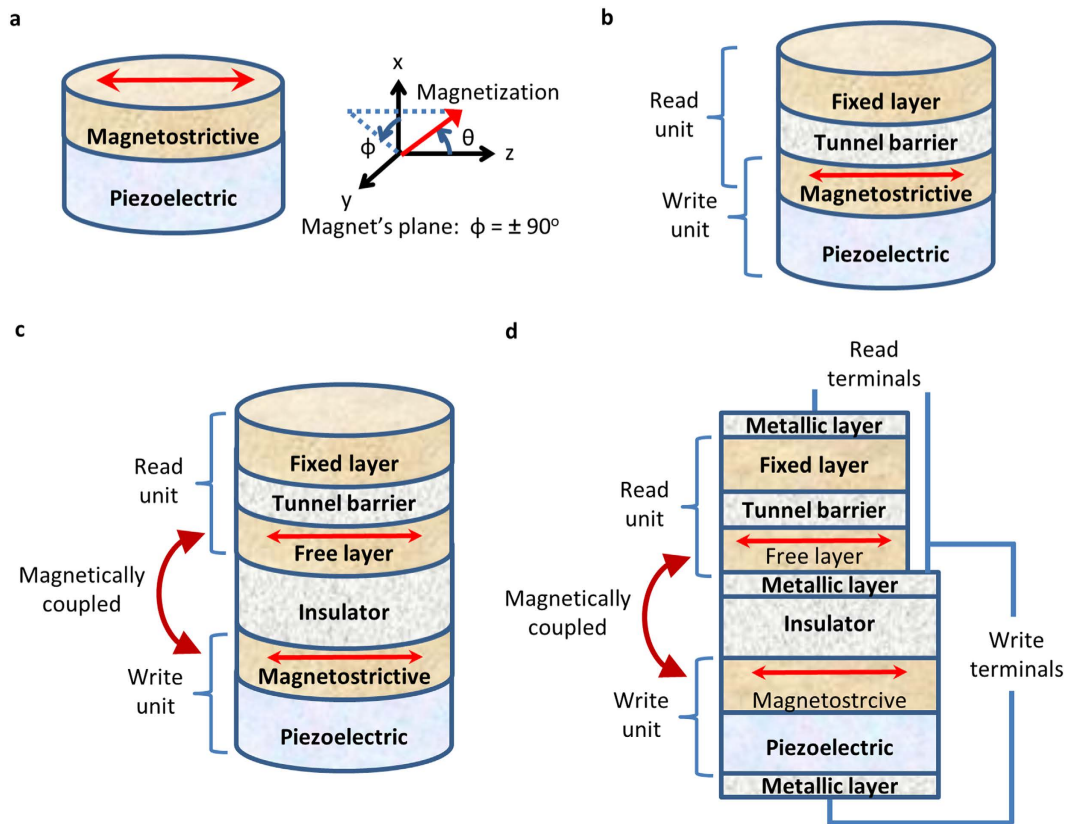 a
Magnetostrictive
Piezoelectric
x
Magnetization
ϕ
θ
z
y
Magnet's plane: ϕ = ± 90°
b
Read
unit
Write
unit
Fixed layer
Tunnel barrier
Magnetostrictive
Piezoelectric
c
Read
unit
Magnetically
coupled
Write
unit
Fixed layer
Tunnel barrier
Free layer
Insulator
Magnetostrictive
Piezoelectric
d
Read
terminals
Read
unit
Magnetically
coupled
Write
unit
Metallic layer
Fixed layer
Tunnel barrier
Free layer
Metallic layer
Insulator
Magnetostrcive
Piezoelectric
Metallic layer
Write
terminals